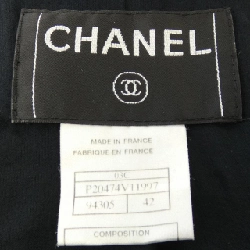 CHANEL
MADE IN FRANCE
FABRIQUE EN FRANCE
03C
P20474V11997
94305 42
COMPOSITION